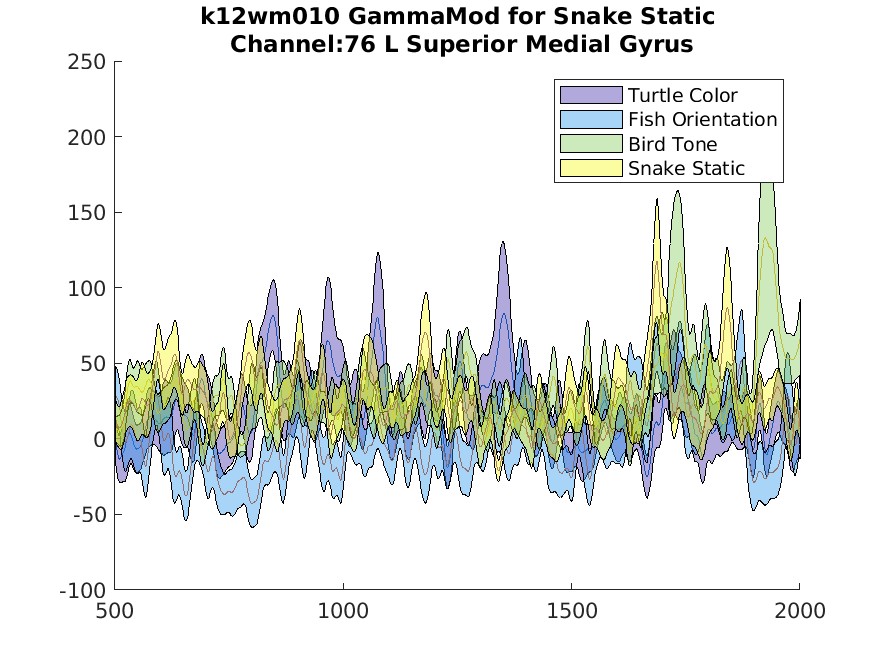 k12wm010 GammaMod for Snake Static
Channel:76 L Superior Medial Gyrus
250
200
150
100
50
0
-50
-100
500
1000
1500
2000
Turtle Color
Fish Orientation
Bird Tone
Snake Static